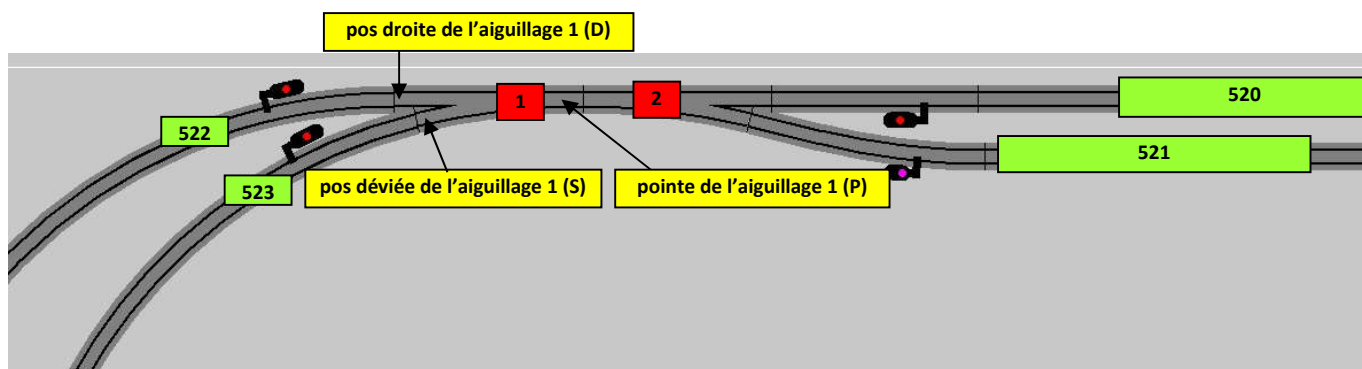 pos droite de l’aiguillage 1 (D)
1
2
520
522
521
523
pos déviée de l’aiguillage 1 (S)
pointe de l’aiguillage 1 (P)